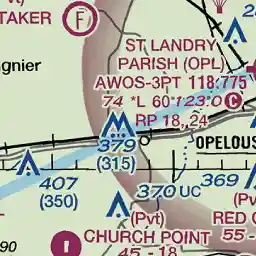 TAKER
F
gnier
ST LANDRY
PARISH (OPL)
AWOS-3PT 118.775
74 *L 60 123.0 C
RP 18, 24
28
379
(315)
OPELOUS
407
(350)
370 UC
369
(Pvt)
(Pv
CHURCH POINT
RED
45 - 18
55 -
90